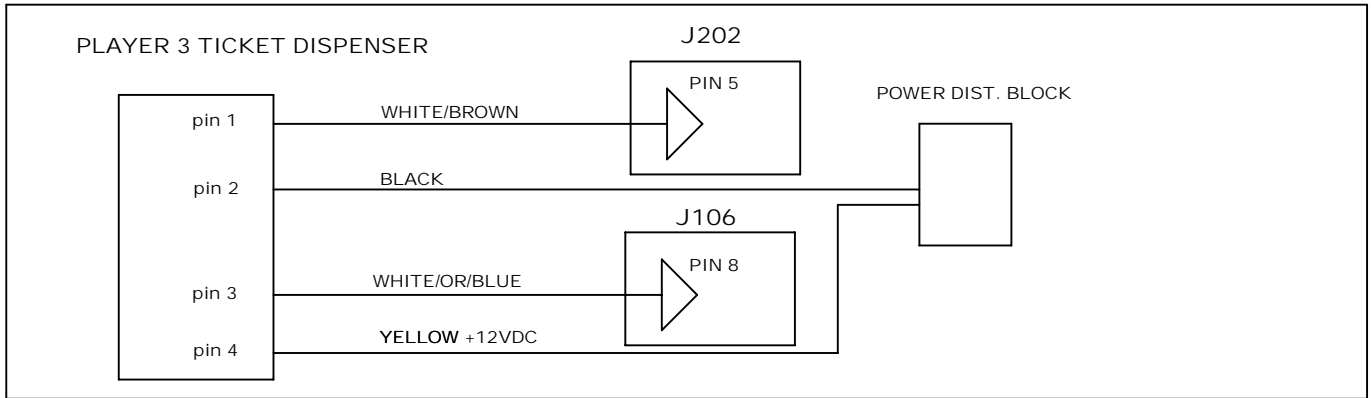 PLAYER 3 TICKET DISPENSER
J202
PIN 5
POWER DIST. BLOCK
pin 1
WHITE/BROWN
pin 2
BLACK
J106
PIN 8
pin 3
WHITE/OR/BLUE
pin 4
YELLOW +12VDC